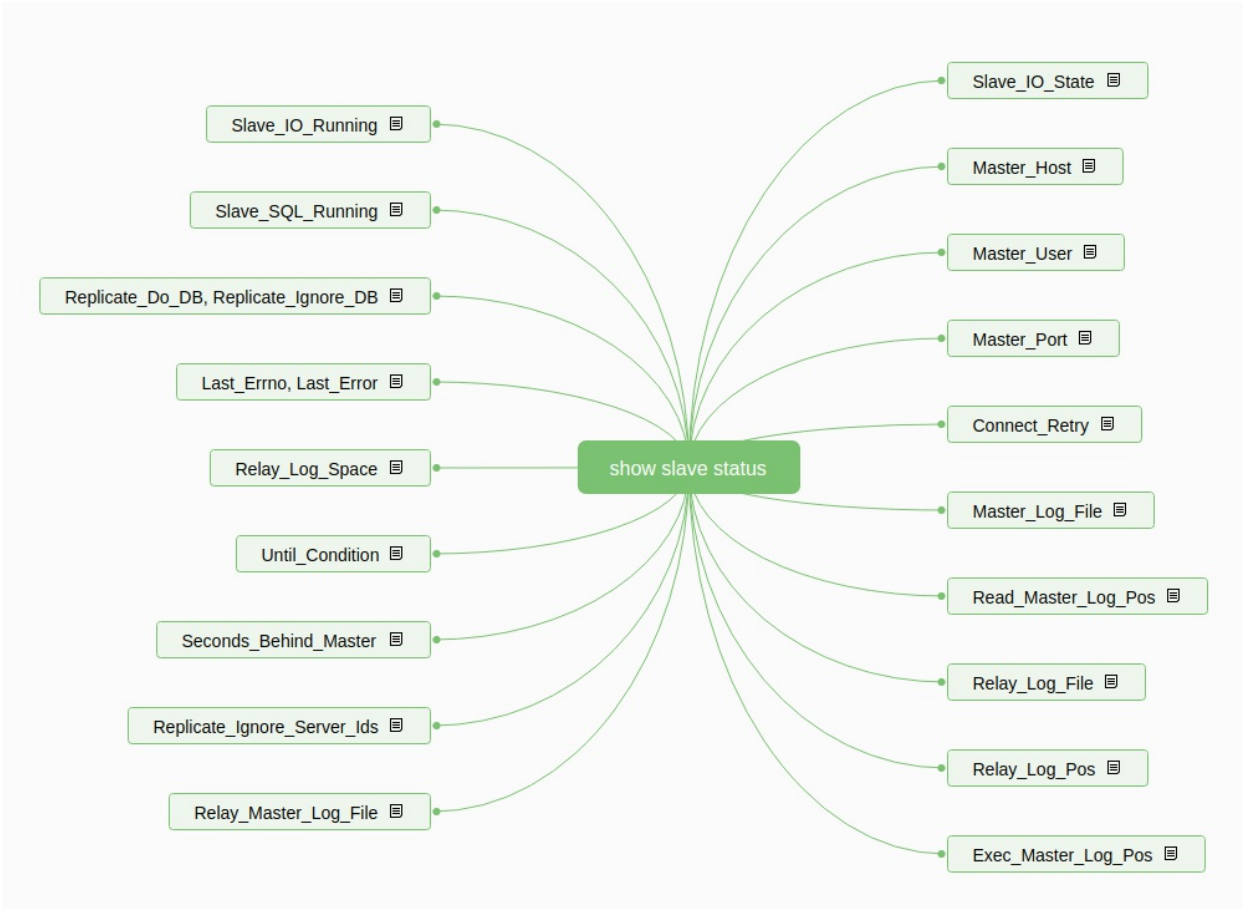 show slave status
Slave_IO_State
Master_Host
Master_User
Master_Port
Connect_Retry
Master_Log_File
Read_Master_Log_Pos
Relay_Log_File
Relay_Log_Pos
Exec_Master_Log_Pos
Slave_IO_Running
Slave_SQL_Running
Replicate_Do_DB, Replicate_Ignore_DB
Last_Errno, Last_Error
Relay_Log_Space
Until_Condition
Seconds_Behind_Master
Replicate_Ignore_Server_Ids
Relay_Master_Log_File